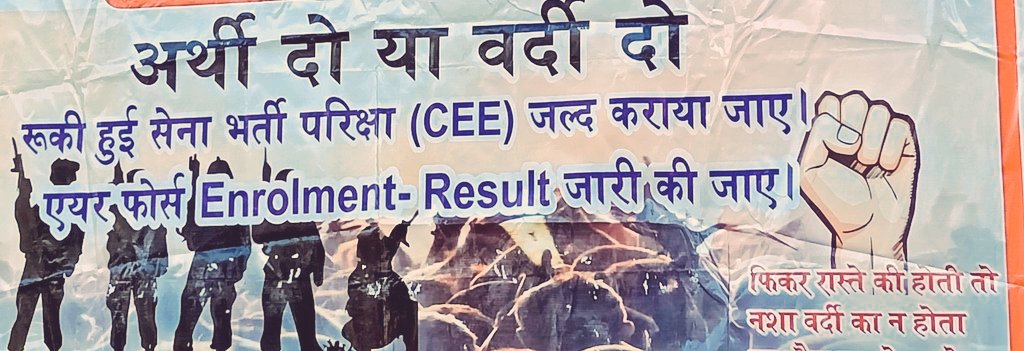 अर्थी दो या वर्दी दो
रूकी हुई सेना भर्ती परिक्षा (CEE) जल्द कराया जाए।
एयर फोर्स Enrolment- Result जारी की जाए।
फिकर रास्ते की होती तो
नशा वर्दी का न होता